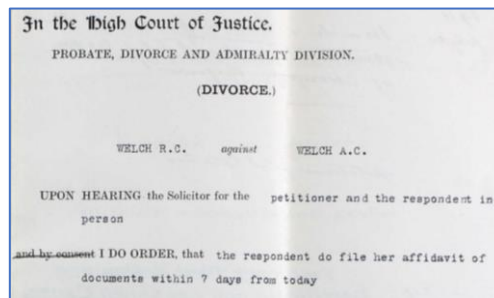 In the High Court of Justice.
PROBATE, DIVORCE AND ADMIRALTY DIVISION.
(DIVORCE.)
WELCH R.C. against WELCH A.C.
UPON HEARING the Solicitor for the petitioner and the respondent in
person
and by consent I DO ORDER, that the respondent do file her affidavit of
documents within 7 days from today